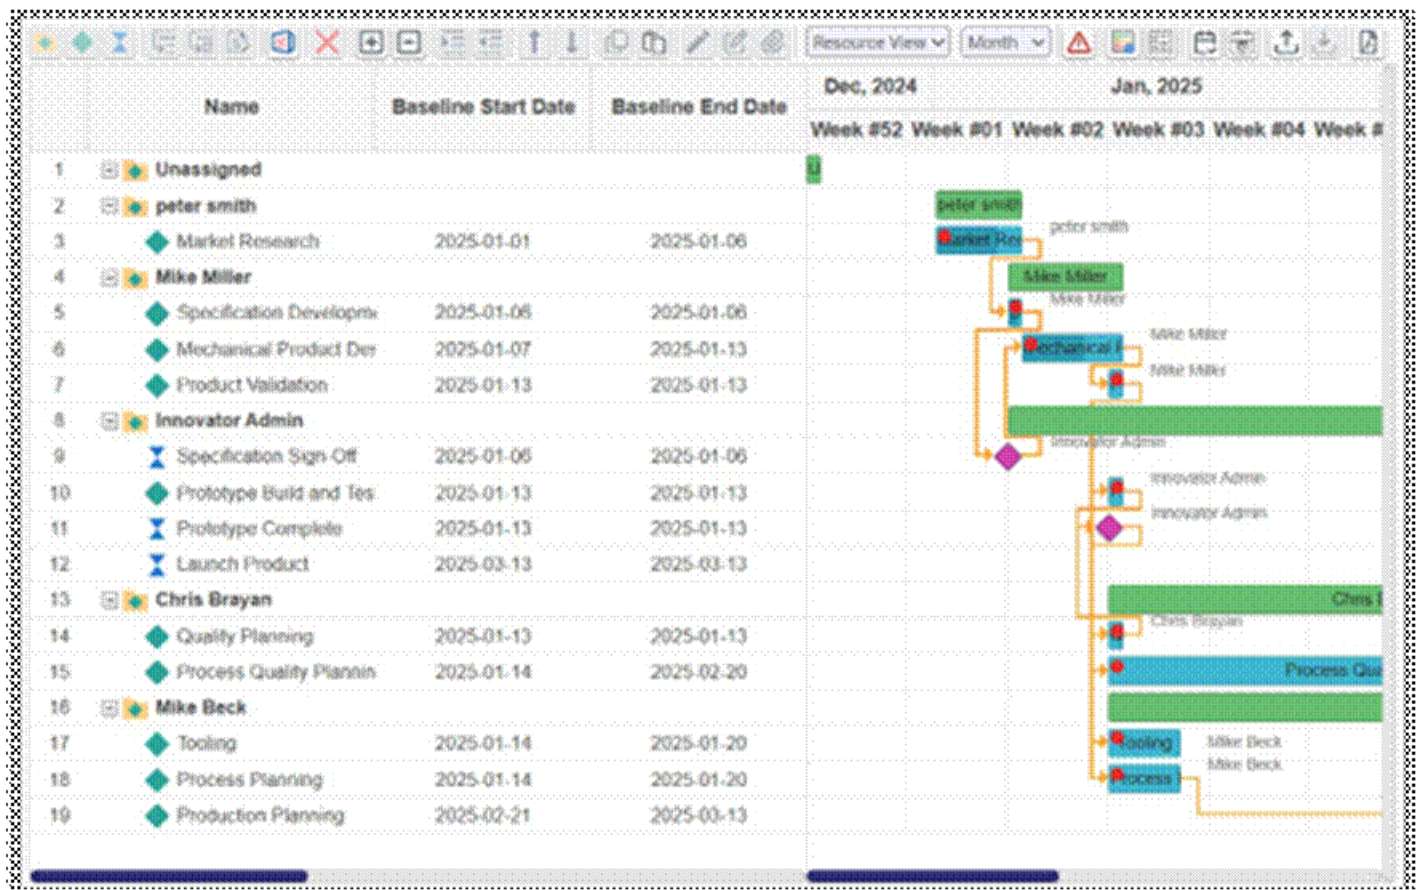 Resource View Month
Dec, 2024 Jan, 2025
Name Baseline Start Date Baseline End Date
Week #52 Week #01 Week #02 Week #03 Week #04 Week #
1 Unassigned U
2 peter smith peter smith
3 Market Research 2025-01-01 2025-01-06 Market Res peter smith
4 Mike Miller Mike Miller
5 Specification Developme 2025-01-06 2025-01-06 Mike Miller
6 Mechanical Product Des 2025-01-07 2025-01-13 Mechanical P Mike Miller
7 Product Validation 2025-01-13 2025-01-13 Mike Miller
8 Innovator Admin
9 Specification Sign-Off 2025-01-06 2025-01-06 Innovator Admin
10 Prototype Build and Tes 2025-01-13 2025-01-13 Innovator Admin
11 Prototype Complete 2025-01-13 2025-01-13 Innovator Admin
12 Launch Product 2025-03-13 2025-03-13
13 Chris Brayan Chris B
14 Quality Planning 2025-01-13 2025-01-13 Chris Brayan
15 Process Quality Plannin 2025-01-14 2025-02-20 Process Qua
16 Mike Beck
17 Tooling 2025-01-14 2025-01-20 Tooling Mike Beck
18 Process Planning 2025-01-14 2025-01-20 Process Mike Beck
19 Production Planning 2025-02-21 2025-03-13